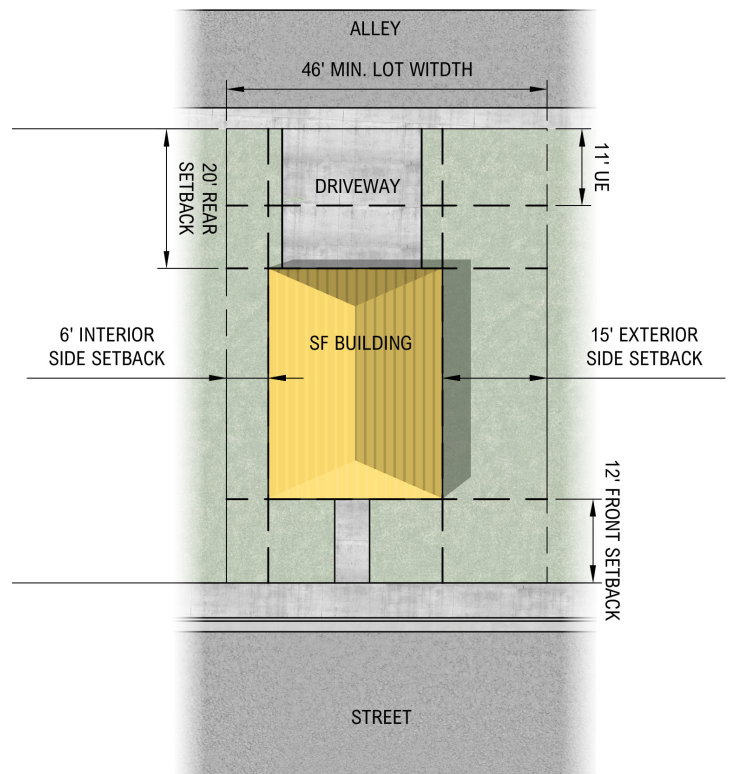 ALLEY
46' MIN. LOT WITDTH
20' REAR
SETBACK
11' UE
DRIVEWAY
6' INTERIOR
SIDE SETBACK
SF BUILDING
15' EXTERIOR
SIDE SETBACK
12' FRONT SETBACK
STREET